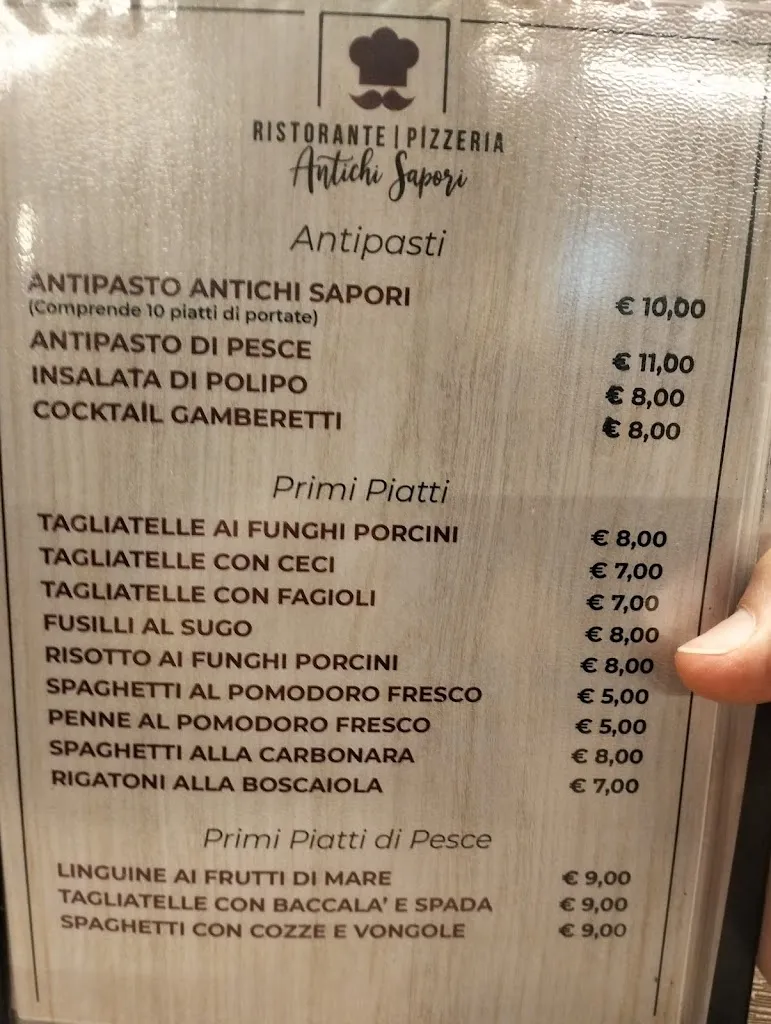 RISTORANTE | PIZZERIA
Antichi Sapori
Antipasti
ANTIPASTO ANTICHI SAPORI € 10,00
(Comprende 10 piatti di portate)
ANTIPASTO DI PESCE € 11,00
INSALATA DI POLIPO € 8,00
COCKTAIL GAMBERETTI € 8,00
Primi Piatti
TAGLIATELLE AI FUNGHI PORCINI € 8,00
TAGLIATELLE CON CECI € 7,00
TAGLIATELLE CON FAGIOLI € 7,00
FUSILLI AL SUGO € 8,00
RISOTTO AI FUNGHI PORCINI € 8,00
SPAGHETTI AL POMODORO FRESCO € 5,00
PENNE AL POMODORO FRESCO € 5,00
SPAGHETTI ALLA CARBONARA € 8,00
RIGATONI ALLA BOSCAIOLA € 7,00
Primi Piatti di Pesce
LINGUINE AI FRUTTI DI MARE € 9,00
TAGLIATELLE CON BACCALA' E SPADA € 9,00
SPAGHETTI CON COZZE E VONGOLE € 9,00